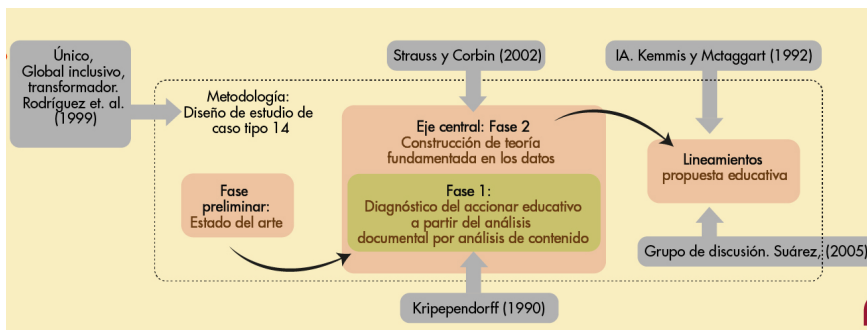 Único,
Global inclusivo,
transformador.
Rodríguez et. al.
(1999)
Metodología:
Diseño de estudio de
caso tipo 14
Strauss y Corbin (2002)
IA. Kemmis y Mctaggart (1992)
Eje central: Fase 2
Construcción de teoría
fundamentada en los datos
Fase preliminar:
Estado del arte
Fase 1:
Diagnóstico del accionar educativo
a partir del análisis
documental por análisis de contenido
Lineamientos
propuesta educativa
Grupo de discusión. Suárez, (2005)
Kripependorff (1990)